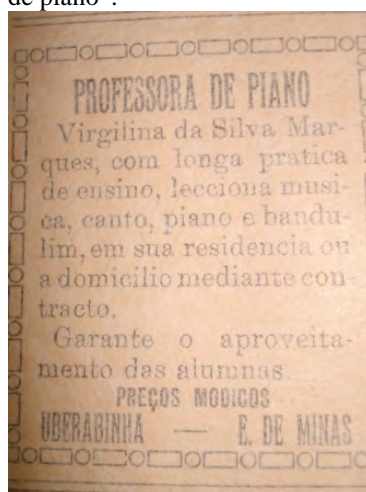 de piano".
PROFESSORA DE PIANO
Virgilina da Silva Mar-
ques, com longa pratica
de ensino, lecciona musi-
ca, canto, piano e bandu-
lim, em sua residencia ou
a domicilio mediante con-
tracto.
Garante o aproveita-
mento das alumnas.
PREÇOS MODICOS
UBERABINHA — E. DE MINAS